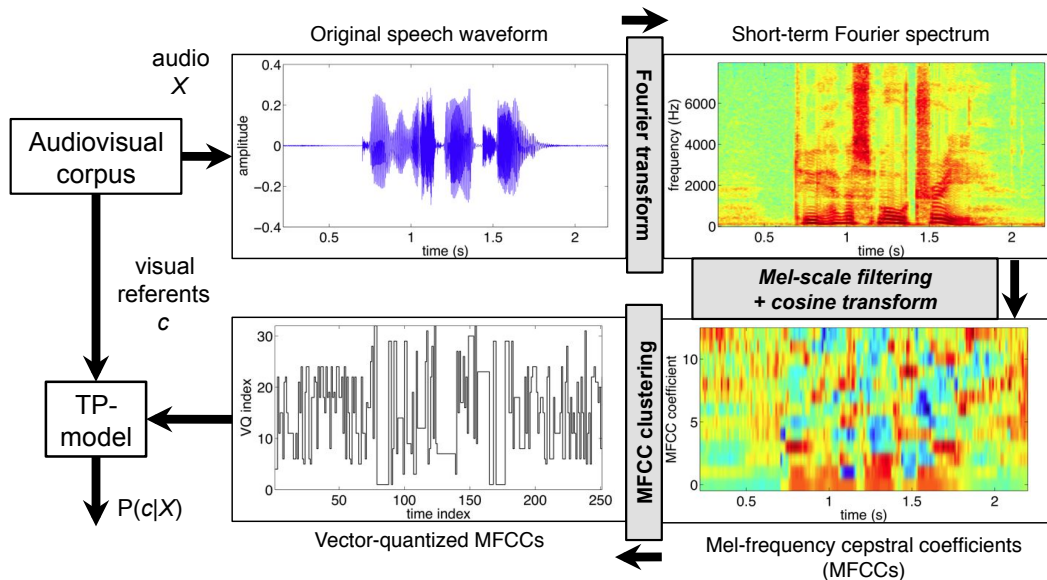 Original speech waveform
Short-term Fourier spectrum
audio
X
Audiovisual
corpus
amplitude
0.4
0.2
0
−0.2
−0.4
0.5
1
1.5
2
time (s)
Fourier transform
frequency (Hz)
6000
4000
2000
0
0.5
1
1.5
2
time (s)
Mel-scale filtering
+ cosine transform
visual
referents
c
TP-
model
P(c|X)
VQ index
30
20
10
0
50
100
150
200
250
time index
Vector-quantized MFCCs
MFCC clustering
MFCC coefficient
10
5
0
0.5
1
1.5
2
time (s)
Mel-frequency cepstral coefficients
(MFCCs)